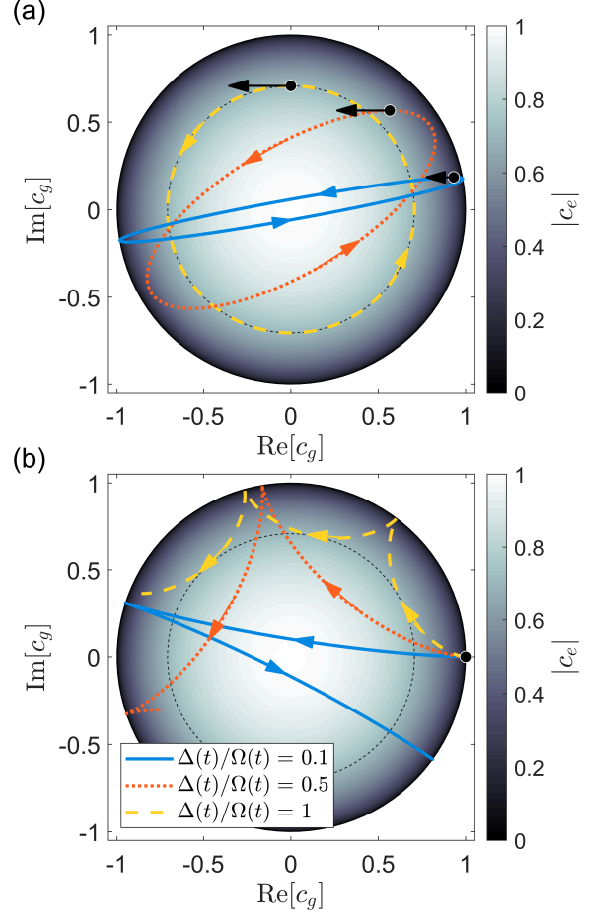 (a)
1
0.5
0
-0.5
-1
Im[c_g]
-1
-0.5
0
0.5
1
Re[c_g]
1
0.8
0.6
0.4
0.2
0
|c_e|
(b)
1
0.5
0
-0.5
-1
Im[c_g]
Δ(t)/Ω(t) = 0.1
Δ(t)/Ω(t) = 0.5
Δ(t)/Ω(t) = 1
-1
-0.5
0
0.5
1
Re[c_g]
1
0.8
0.6
0.4
0.2
0
|c_e|